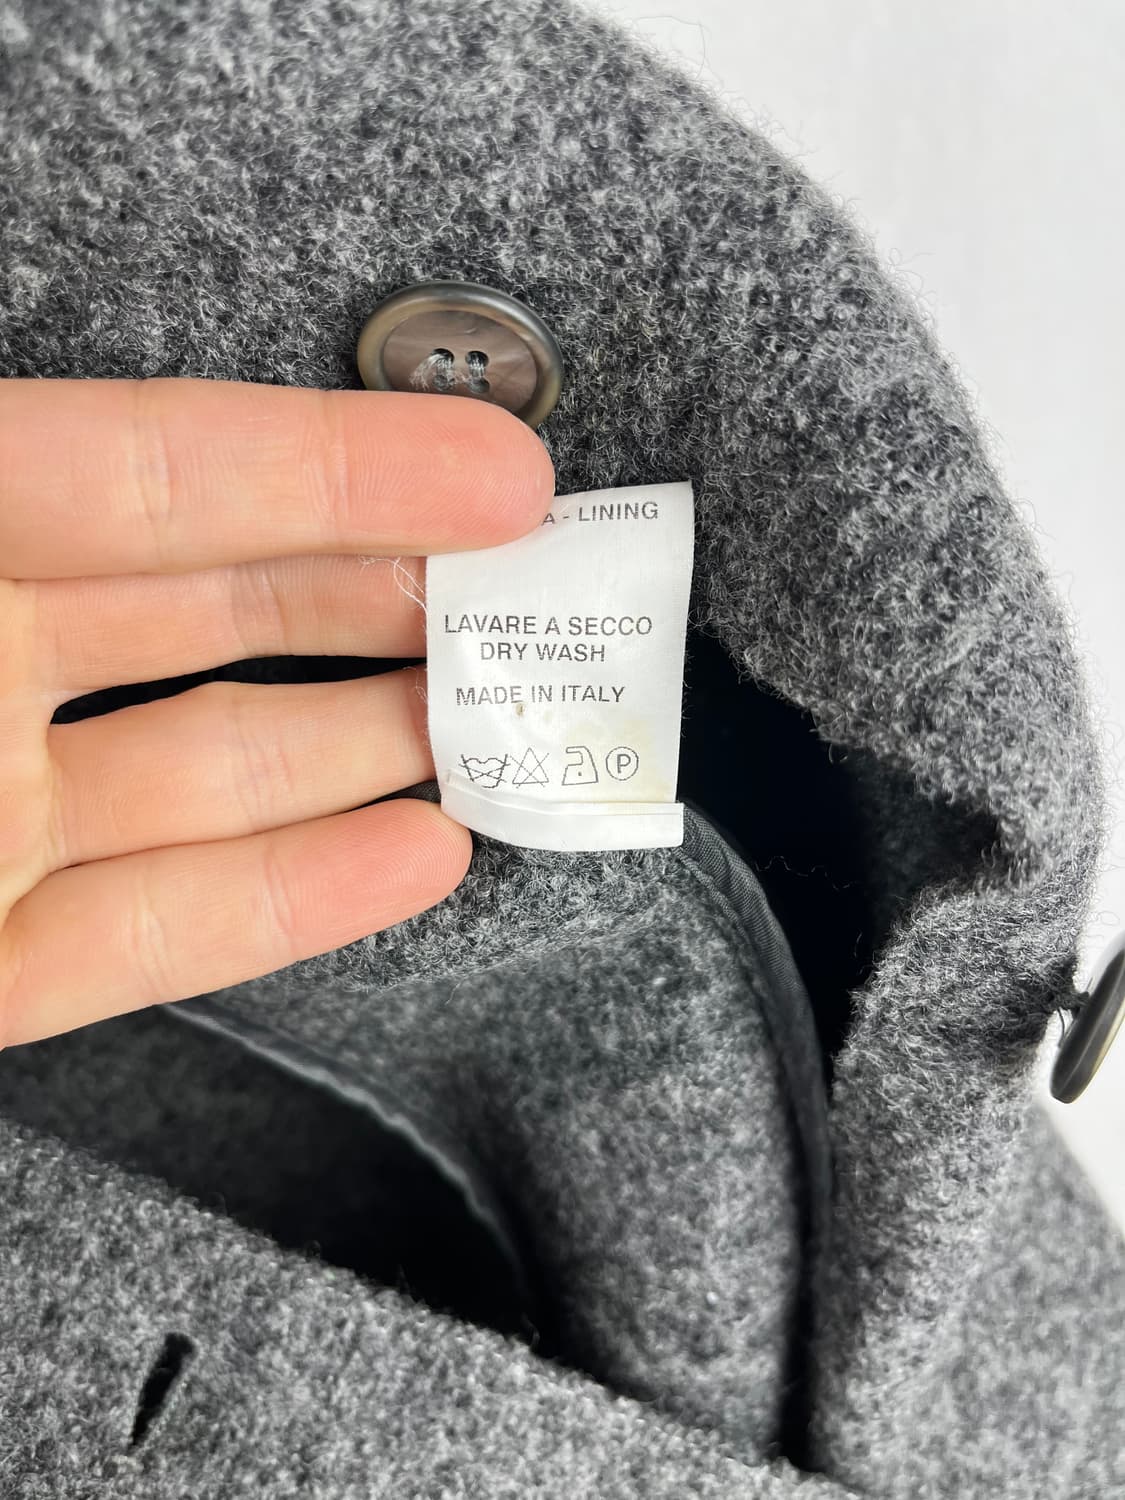 A - LINING
LAVARE A SECCO
DRY WASH
MADE IN ITALY
P